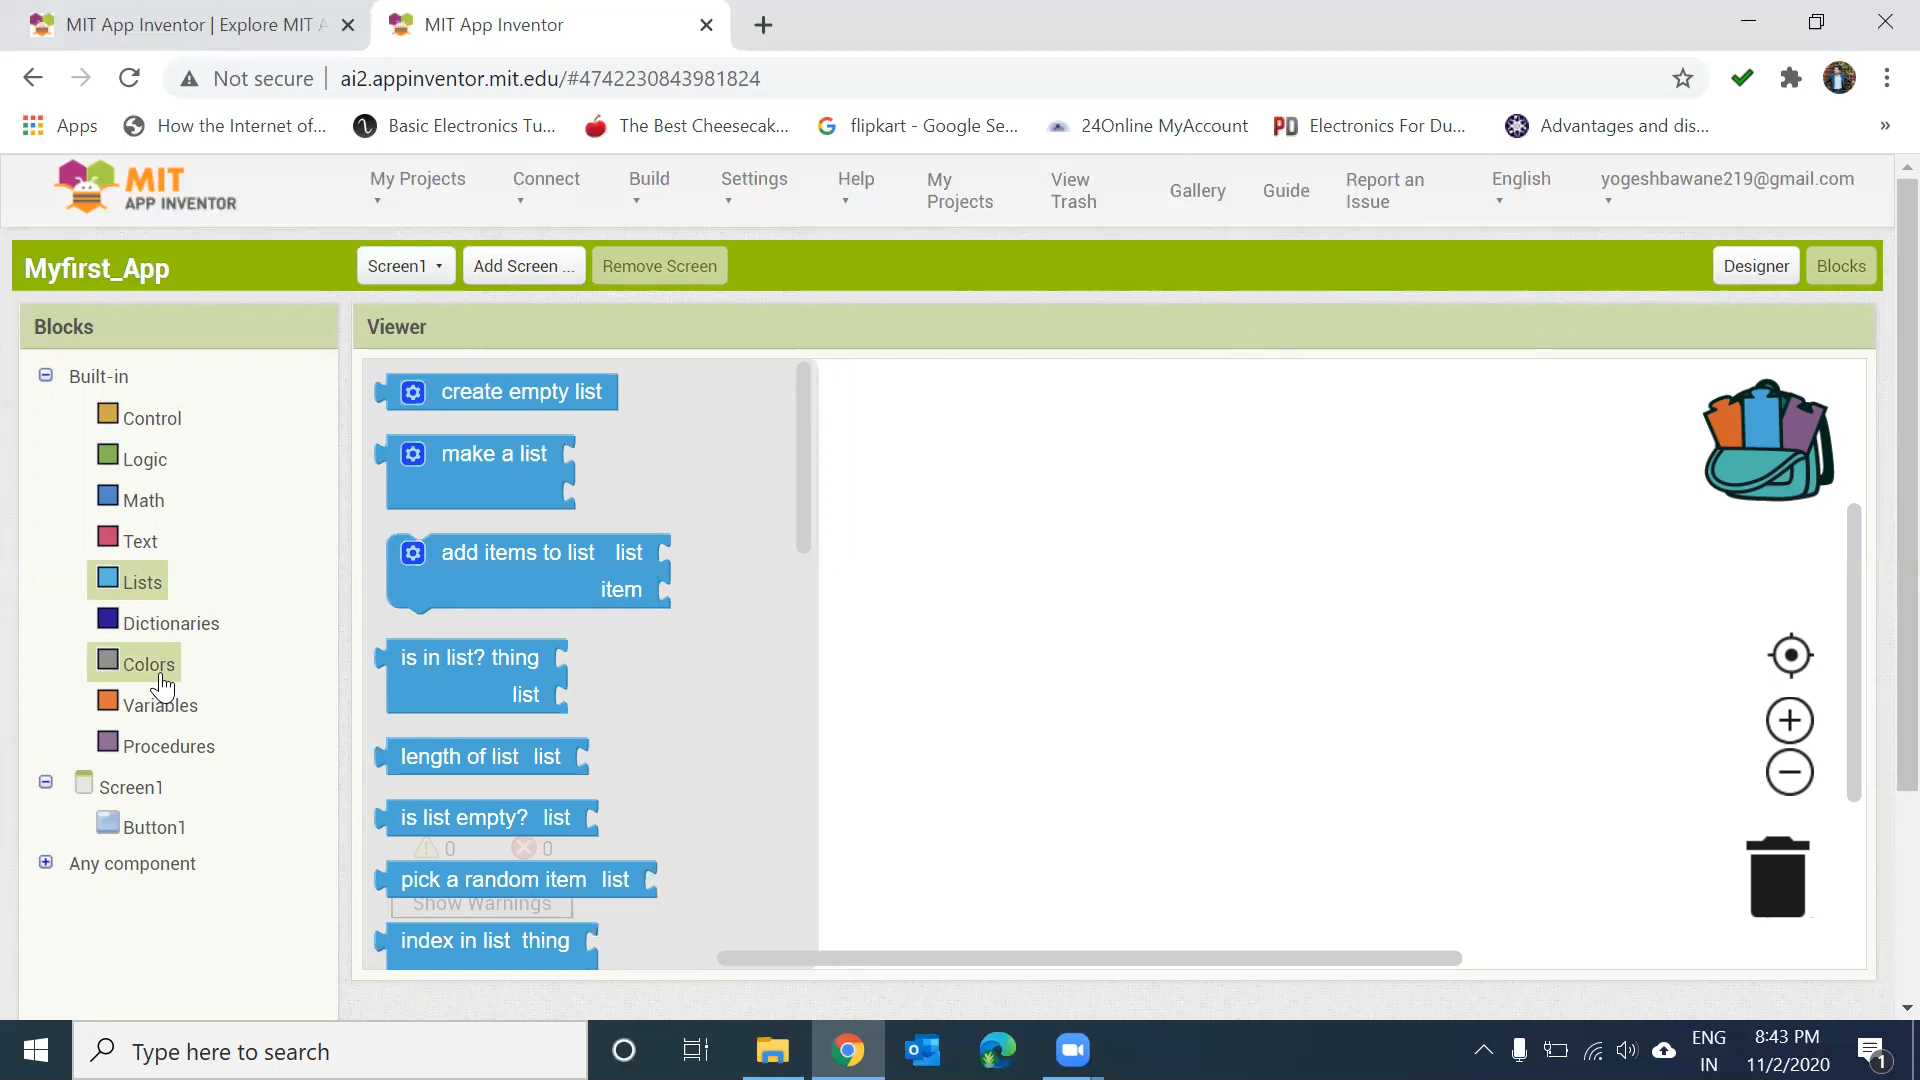 MIT App Inventor | Explore MIT A
MIT App Inventor
Not secure
ai2.appinventor.mit.edu/#4742230843981824
Apps
How the Internet of...
Basic Electronics Tu...
The Best Cheesecak...
flipkart - Google Se...
24Online MyAccount
PD
Electronics For Du...
Advantages and dis...
»
MIT
APP INVENTOR
My Projects
Connect
Build
Settings
Help
My
Projects
View
Trash
Gallery
Guide
Report an
Issue
English
yogeshbawane219@gmail.com
Myfirst_App
Screen1
Add Screen ...
Remove Screen
Designer
Blocks
Blocks
Viewer
Built-in
Control
Logic
Math
Text
Lists
Dictionaries
Colors
Variables
Procedures
Screen1
Button1
Any component
create empty list
make a list
add items to list list
item
is in list? thing
list
length of list list
is list empty? list
0
0
pick a random item list
Show Warnings
index in list thing
Type here to search
ENG
IN
8:43 PM
11/2/2020
1